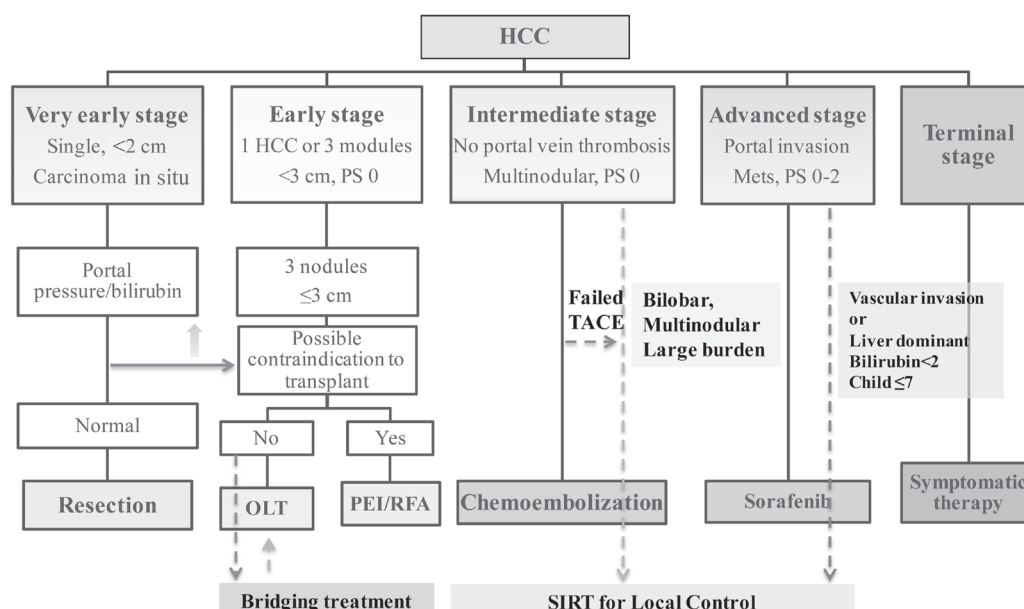 HCC
Very early stage
Single, <2 cm
Carcinoma in situ
Early stage
1 HCC or 3 modules
<3 cm, PS 0
Intermediate stage
No portal vein thrombosis
Multinodular, PS 0
Advanced stage
Portal invasion
Mets, PS 0-2
Terminal
stage
Portal
pressure/bilirubin
3 nodules
≤3 cm
Possible
contraindication to
transplant
Failed
TACE
Bilobar,
Multinodular
Large burden
Vascular invasion
or
Liver dominant
Bilirubin<2
Child ≤7
Normal
No
Yes
Resection
OLT
PEI/RFA
Chemoembolization
Sorafenib
Symptomatic
therapy
Bridging treatment
SIRT for Local Control